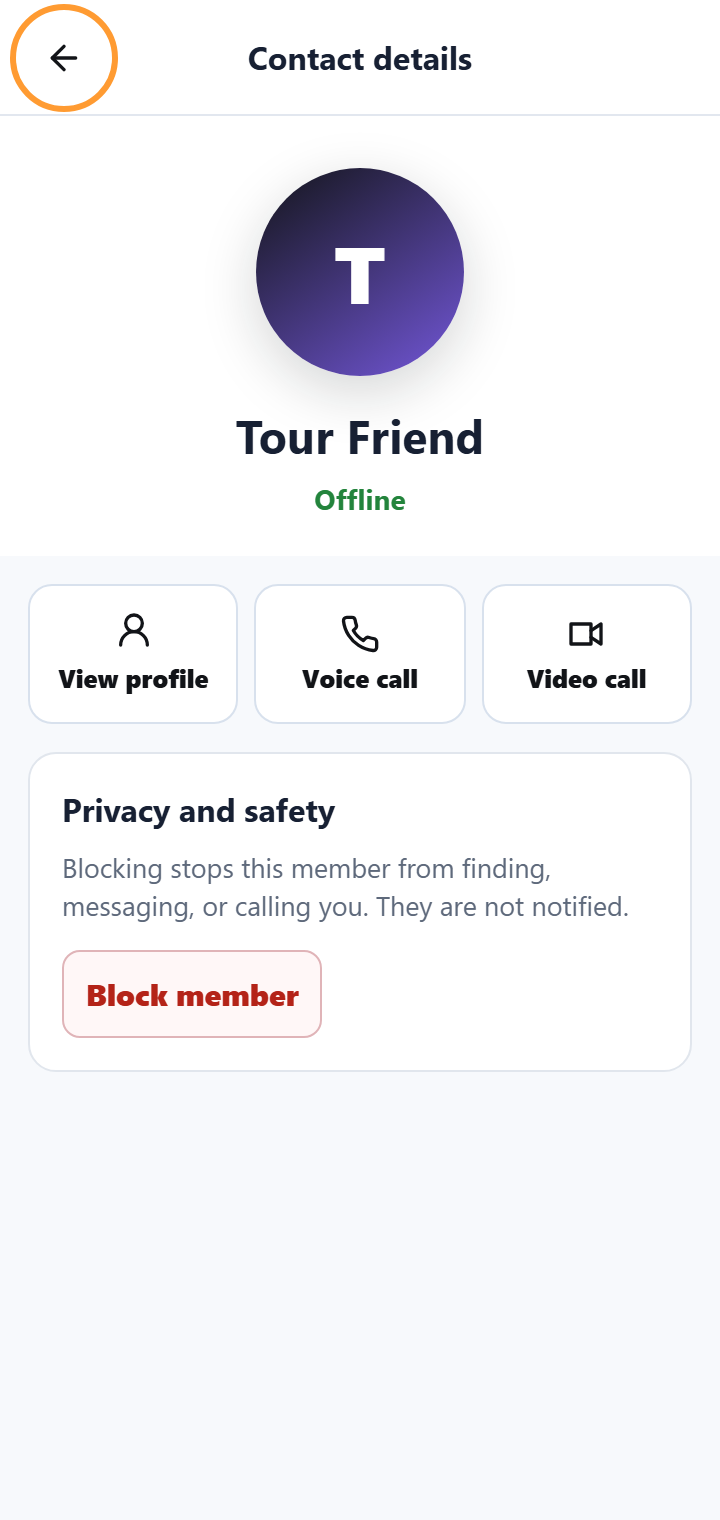 Contact details
T
Tour Friend
Offline
View profile
Voice call
Video call
Privacy and safety
Blocking stops this member from finding,
messaging, or calling you. They are not notified.
Block member